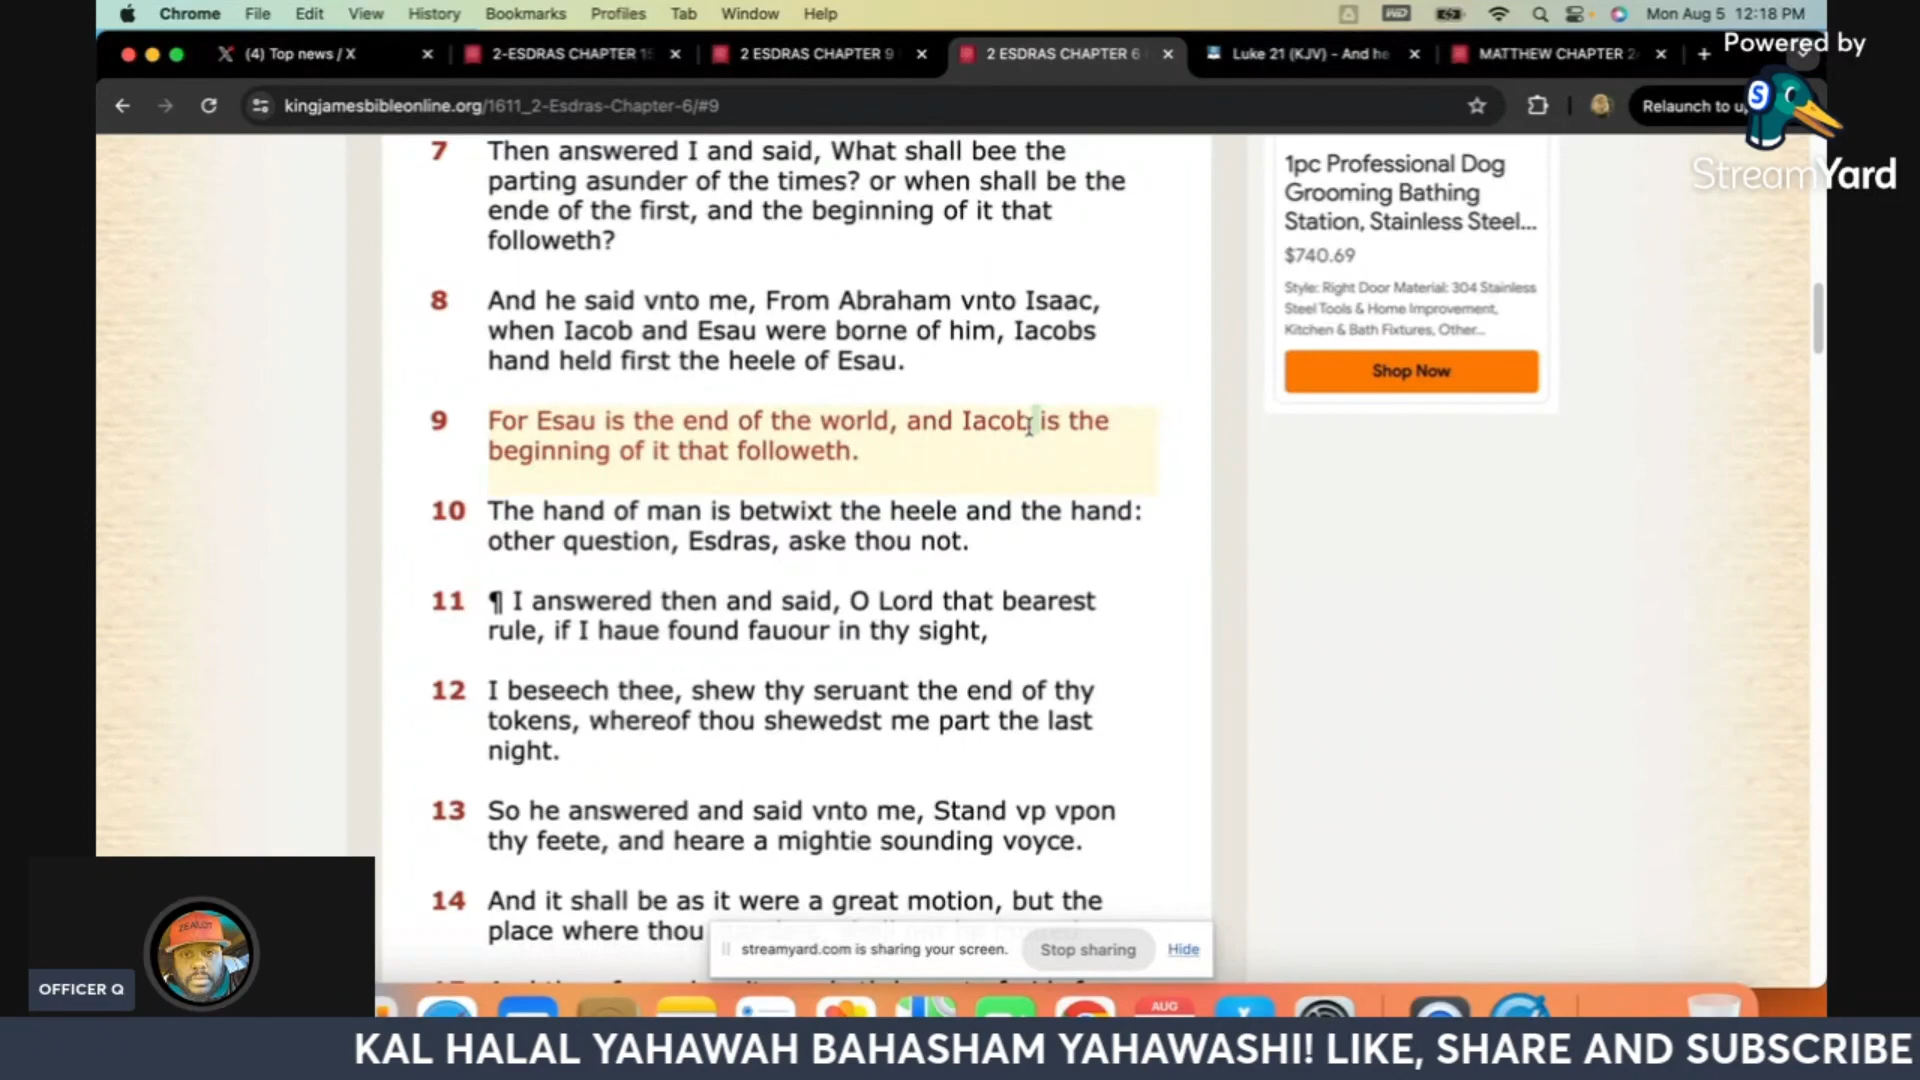 Chrome File Edit View History Bookmarks Profiles Tab Window Help Mon Aug 5 12:18 PM
Powered by
StreamYard
(4) Top news / X 2-ESDRAS CHAPTER 15 2 ESDRAS CHAPTER 9 2 ESDRAS CHAPTER 6 Luke 21 (KJV) - And he MATTHEW CHAPTER 2
kingjamesbibleonline.org/1611_2-Esdras-Chapter-6/#9 Relaunch to u
7 Then answered I and said, What shall bee the
parting asunder of the times? or when shall be the
ende of the first, and the beginning of it that
followeth?
8 And he said vnto me, From Abraham vnto Isaac,
when Iacob and Esau were borne of him, Iacobs
hand held first the heele of Esau.
9 For Esau is the end of the world, and Iacob is the
beginning of it that followeth.
10 The hand of man is betwixt the heele and the hand:
other question, Esdras, aske thou not.
11 ¶ I answered then and said, O Lord that bearest
rule, if I haue found fauour in thy sight,
12 I beseech thee, shew thy seruant the end of thy
tokens, whereof thou shewedst me part the last
night.
13 So he answered and said vnto me, Stand vp vpon
thy feete, and heare a mightie sounding voyce.
14 And it shall be as it were a great motion, but the
place where thou
1pc Professional Dog
Grooming Bathing
Station, Stainless Steel...
$740.69
Style: Right Door Material: 304 Stainless
Steel Tools & Home Improvement,
Kitchen & Bath Fixtures, Other...
Shop Now
streamyard.com is sharing your screen. Stop sharing Hide
ZEALOT
OFFICER Q
AUG
KAL HALAL YAHAWAH BAHASHAM YAHAWASHI! LIKE, SHARE AND SUBSCRIBE